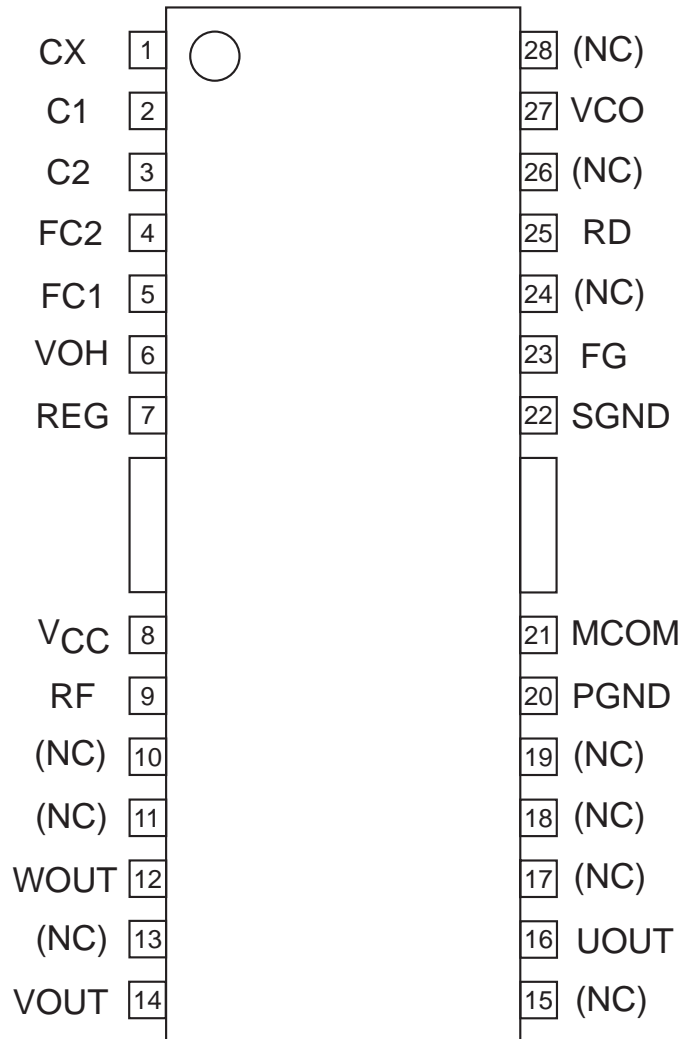 CX 1 28 (NC)
C1 2 27 VCO
C2 3 26 (NC)
FC2 4 25 RD
FC1 5 24 (NC)
VOH 6 23 FG
REG 7 22 SGND
VCC 8 21 MCOM
RF 9 20 PGND
(NC) 10 19 (NC)
(NC) 11 18 (NC)
WOUT 12 17 (NC)
(NC) 13 16 UOUT
VOUT 14 15 (NC)